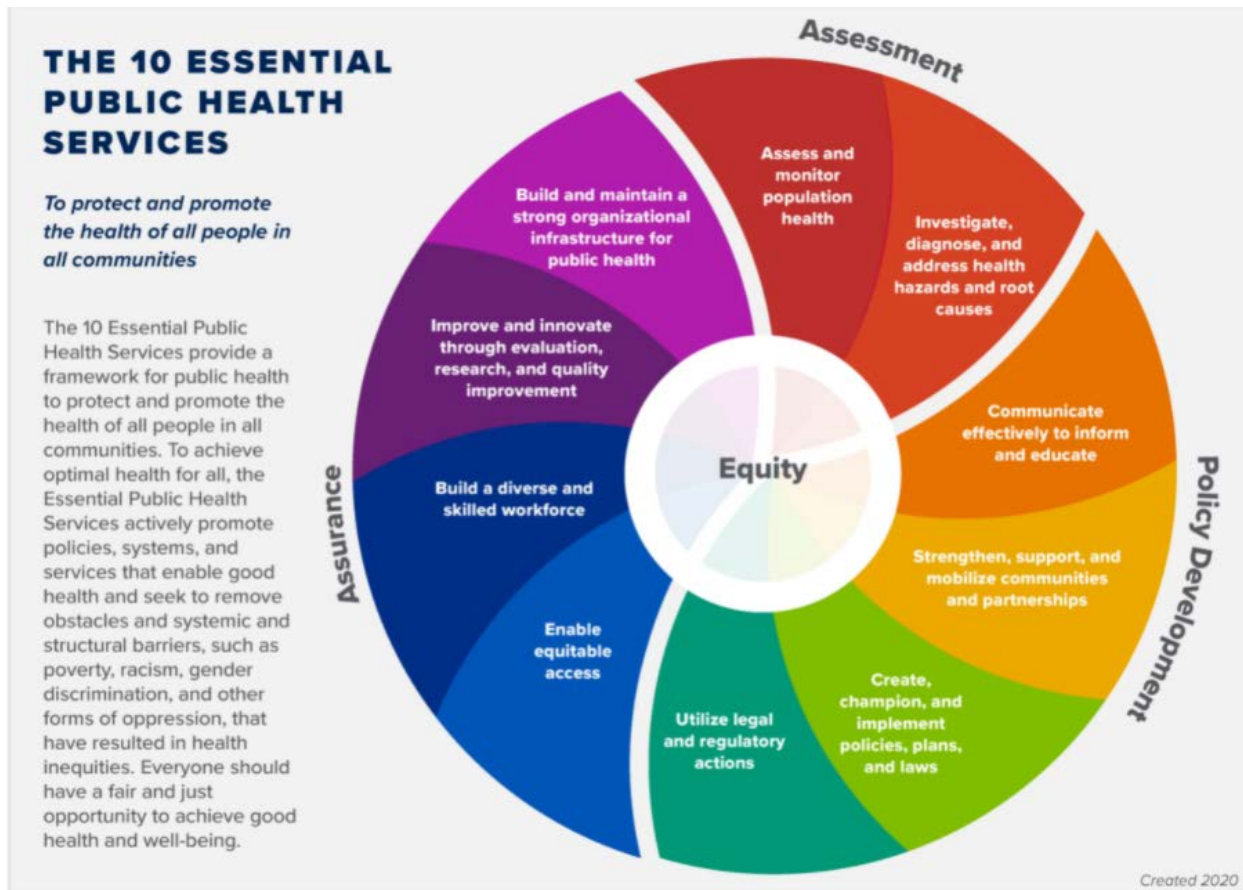 THE 10 ESSENTIAL
PUBLIC HEALTH
SERVICES
To protect and promote
the health of all people in
all communities
The 10 Essential Public
Health Services provide a
framework for public health
to protect and promote the
health of all people in all
communities. To achieve
optimal health for all, the
Essential Public Health
Services actively promote
policies, systems, and
services that enable good
health and seek to remove
obstacles and systemic and
structural barriers, such as
poverty, racism, gender
discrimination, and other
forms of oppression, that
have resulted in health
inequities. Everyone should
have a fair and just
opportunity to achieve good
health and well-being.
Assessment
Assess and
monitor
population
health
Investigate,
diagnose, and
address health
hazards and root
causes
Policy Development
Communicate
effectively to inform
and educate
Strengthen, support, and
mobilize communities
and partnerships
Create,
champion, and
implement
policies, plans,
and laws
Utilize legal
and regulatory
actions
Assurance
Enable
equitable
access
Build a diverse and
skilled workforce
Improve and innovate
through evaluation,
research, and quality
improvement
Build and maintain a
strong organizational
infrastructure for
public health
Equity
Created 2020